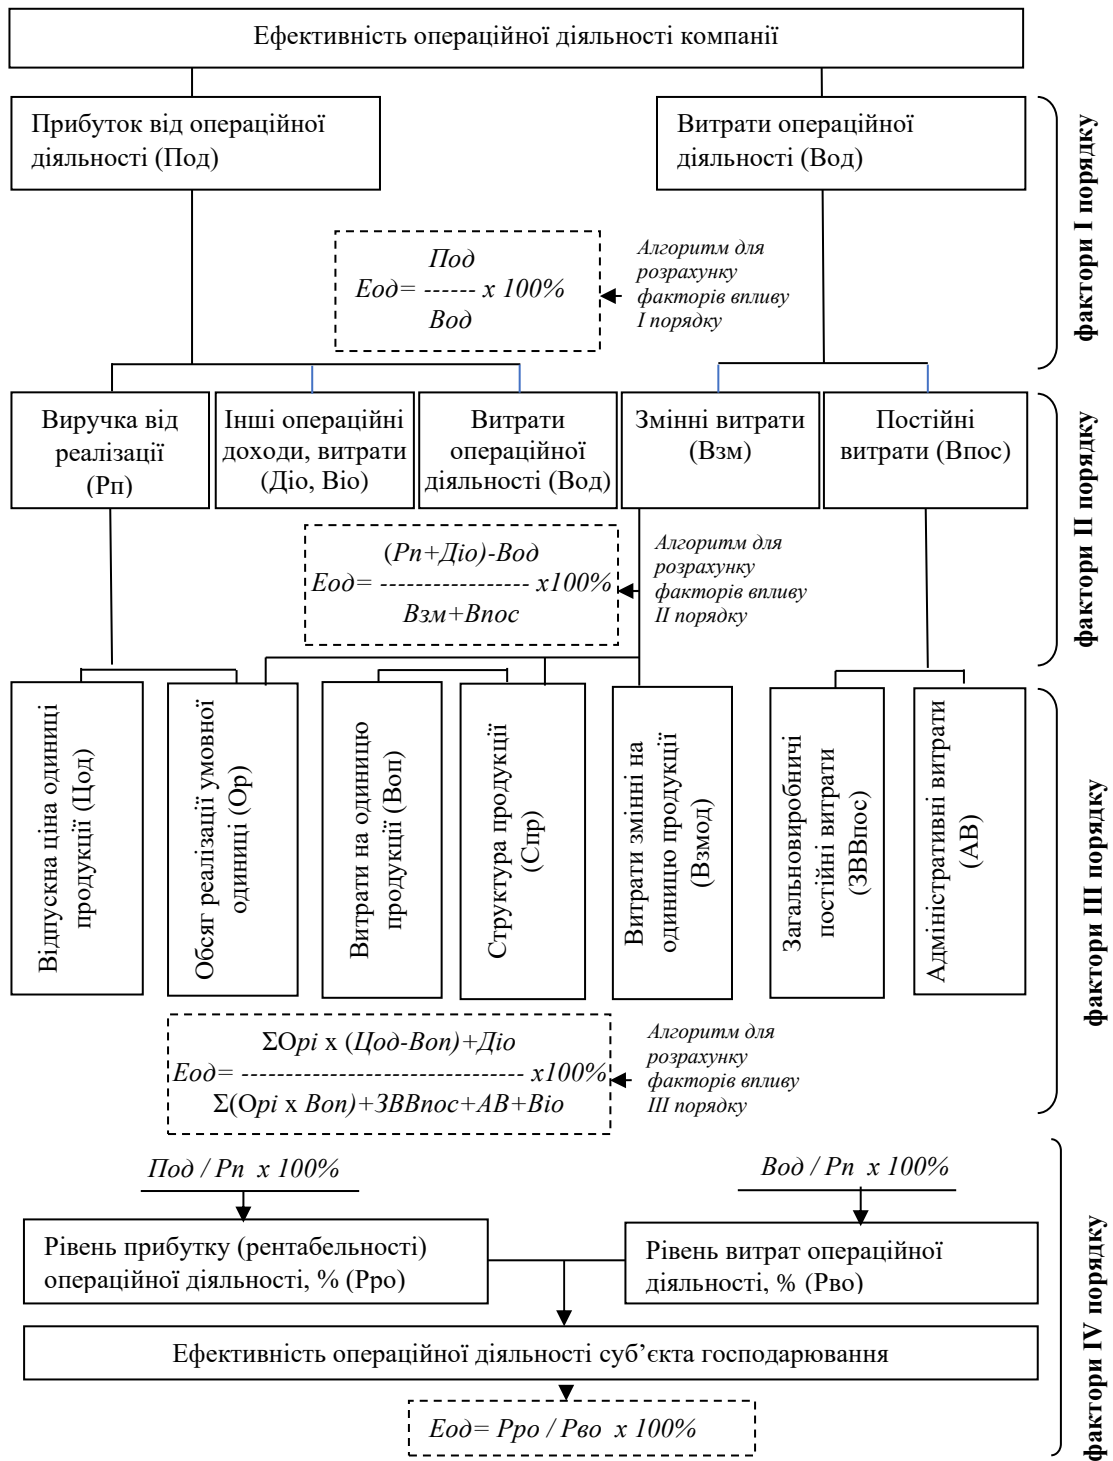 Ефективність операційної діяльності компанії
Прибуток від операційної
діяльності (Под)
Витрати операційної
діяльності (Вод)
фактори І порядку
Под
Еод= ------ х 100%
Вод
Алгоритм для
розрахунку
факторів впливу
І порядку
Виручка від
реалізації
(Рп)
Інші операційні
доходи, витрати
(Діо, Віо)
Витрати
операційної
діяльності (Вод)
Змінні витрати
(Взм)
Постійні
витрати (Впос)
фактори ІІ порядку
(Рп+Діо)-Вод
Еод= ----------------- х100%
Взм+Впос
Алгоритм для
розрахунку
факторів впливу
ІІ порядку
Відпускна ціна одиниці
продукції (Цод)
Обсяг реалізації умовної
одиниці (Ор)
Витрати на одиницю
продукції (Воп)
Структура продукції
(Спр)
Витрати змінні на
одиницю продукції
(Взмод)
Загальновиробничі
постійні витрати
(ЗВВпос)
Адміністративні витрати
(АВ)
фактори ІІІ порядку
ΣОрі х (Цод-Воп)+Діо
Еод= ------------------------------- х100%
Σ(Орі х Воп)+ЗВВпос+АВ+Віо
Алгоритм для
розрахунку
факторів впливу
ІІІ порядку
Под / Рп х 100%
Вод / Рп х 100%
Рівень прибутку (рентабельності)
операційної діяльності, % (Рро)
Рівень витрат операційної
діяльності, % (Рво)
фактори IV порядку
Ефективність операційної діяльності суб’єкта господарювання
Еод= Рро / Рво х 100%